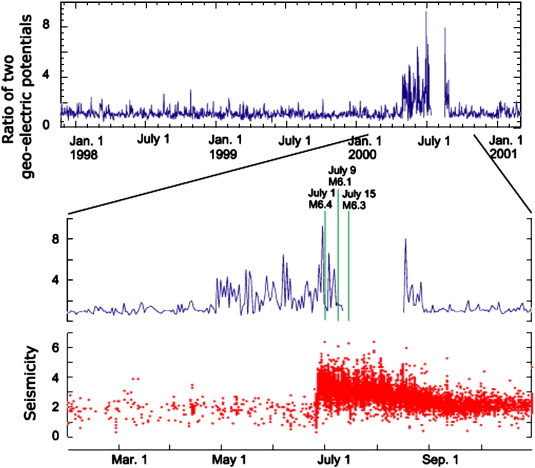 Ratio of two
geo-electric potentials
8
4
0
Jan. 1
1998
July 1
Jan. 1
1999
July 1
Jan. 1
2000
July 1
Jan. 1
2001
July 9
M6.1
July 1
M6.4
July 15
M6.3
8
4
Seismicity
6
4
2
0
Mar. 1
May 1
July 1
Sep. 1